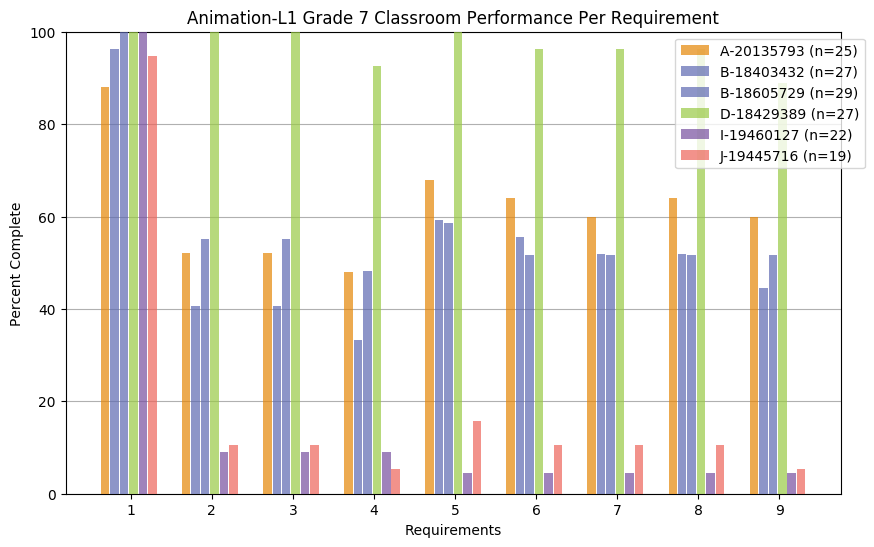 Animation-L1 Grade 7 Classroom Performance Per Requirement
100
80
60
40
20
0
Percent Complete
A-20135793 (n=25)
B-18403432 (n=27)
B-18605729 (n=29)
D-18429389 (n=27)
I-19460127 (n=22)
J-19445716 (n=19)
1 2 3 4 5 6 7 8 9
Requirements